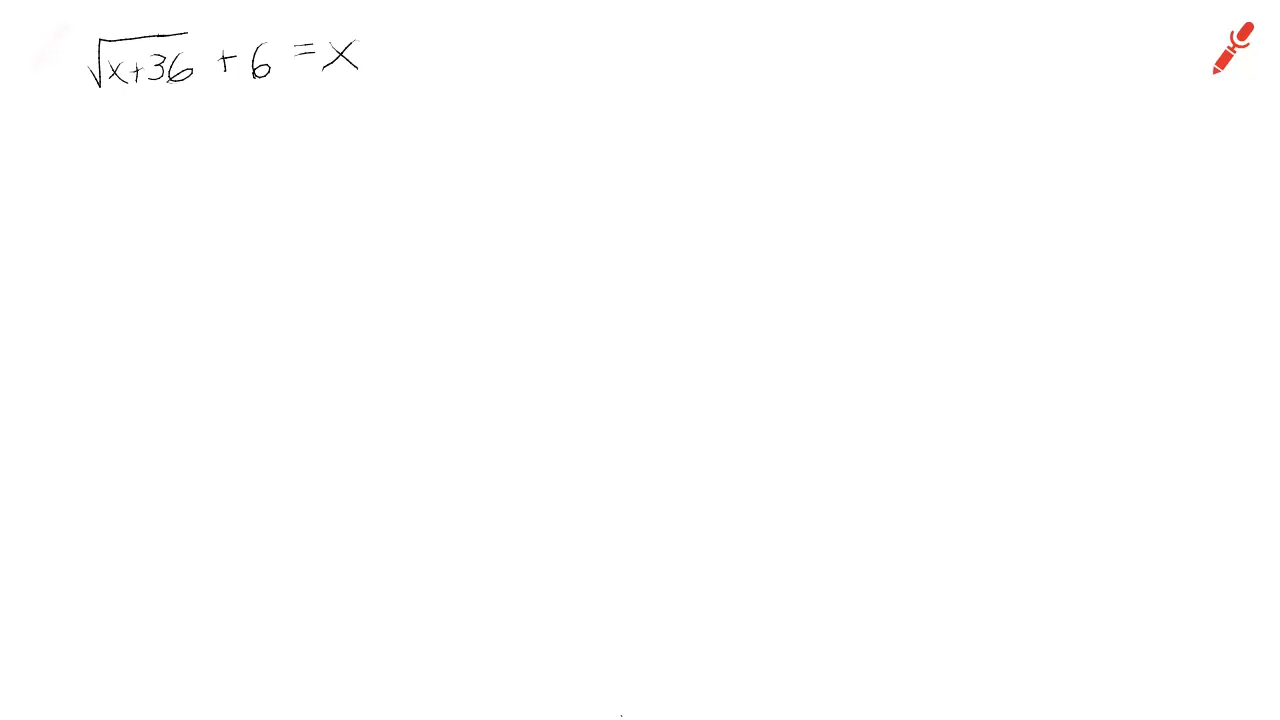 √(x+36) + 6 = x